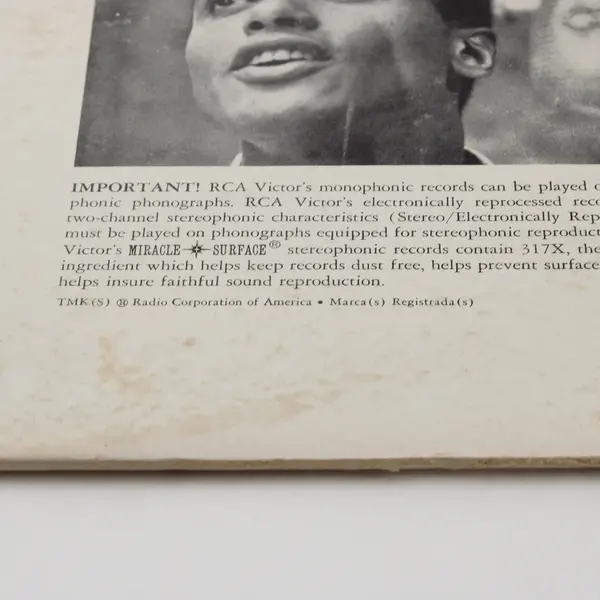 IMPORTANT! RCA Victor's monophonic records can be played
phonic phonographs. RCA Victor's electronically reprocessed
two-channel stereophonic characteristics (Stereo/Electronically
must be played on phonographs equipped for stereophonic
Victor's MIRACLE SURFACE® stereophonic records contain 317X, the
ingredient which helps keep records dust free, helps prevent surface
helps insure faithful sound reproduction.
TMK(S) ® Radio Corporation of America • Marca(s) Registrada(s)